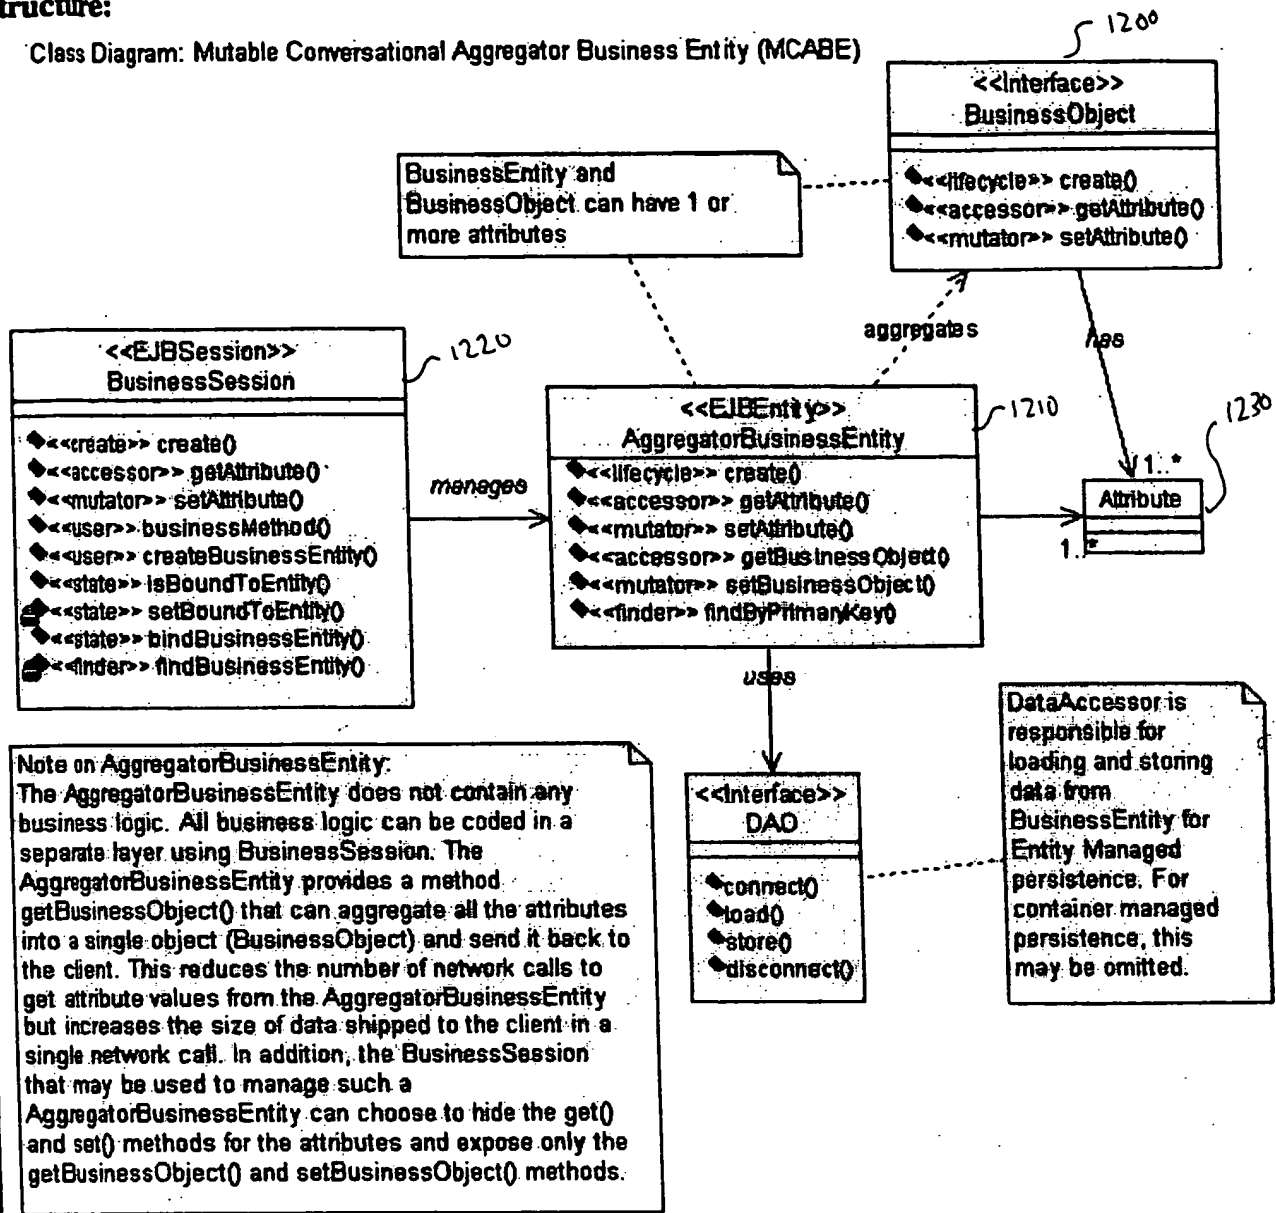 tructure:
Class Diagram: Mutable Conversational Aggregator Business Entity (MCABE)
1200
<<Interface>>
BusinessObject
<<lifecycle>> create()
<<accessor>> getAttribute()
<<mutator>> setAttribute()
BusinessEntity and
BusinessObject can have 1 or
more attributes
aggregates
has
<<EJBSession>>
BusinessSession
1220
<<create>> create()
<<accessor>> getAttribute()
<<mutator>> setAttribute()
<<user>> businessMethod()
<<user>> createBusinessEntity()
<<state>> isBoundToEntity()
<<state>> setBoundToEntity()
<<state>> bindBusinessEntity()
<<finder>> findBusinessEntity()
manages
<<EJBEntity>>
AggregatorBusinessEntity
1210
<<lifecycle>> create()
<<accessor>> getAttribute()
<<mutator>> setAttribute()
<<accessor>> getBusinessObject()
<<mutator>> setBusinessObject()
<<finder>> findByPrimaryKey()
1230
1..*
Attribute
1..*
uses
<<Interface>>
DAO
connect()
load()
store()
disconnect()
DataAccessor is
responsible for
loading and storing
data from
BusinessEntity for
Entity Managed
persistence. For
container managed
persistence, this
may be omitted.
Note on AggregatorBusinessEntity:
The AggregatorBusinessEntity does not contain any
business logic. All business logic can be coded in a
separate layer using BusinessSession. The
AggregatorBusinessEntity provides a method
getBusinessObject() that can aggregate all the attributes
into a single object (BusinessObject) and send it back to
the client. This reduces the number of network calls to
get attribute values from the AggregatorBusinessEntity
but increases the size of data shipped to the client in a
single network call. In addition, the BusinessSession
that may be used to manage such a
AggregatorBusinessEntity can choose to hide the get()
and set() methods for the attributes and expose only the
getBusinessObject() and setBusinessObject() methods.